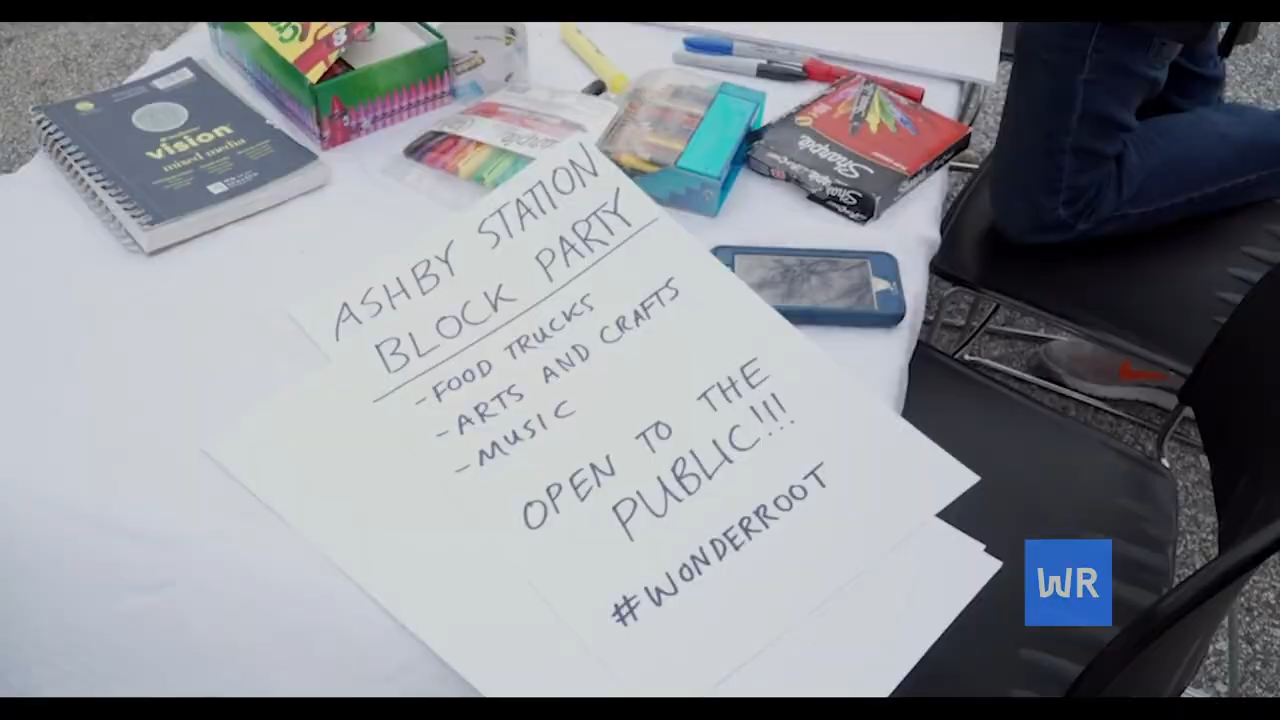 ASHBY STATION
BLOCK PARTY
-FOOD TRUCKS
-ARTS AND CRAFTS
-MUSIC
OPEN TO THE
PUBLIC!!!
#WONDERROOT
vision
mixed media
8
Sharpie
WR